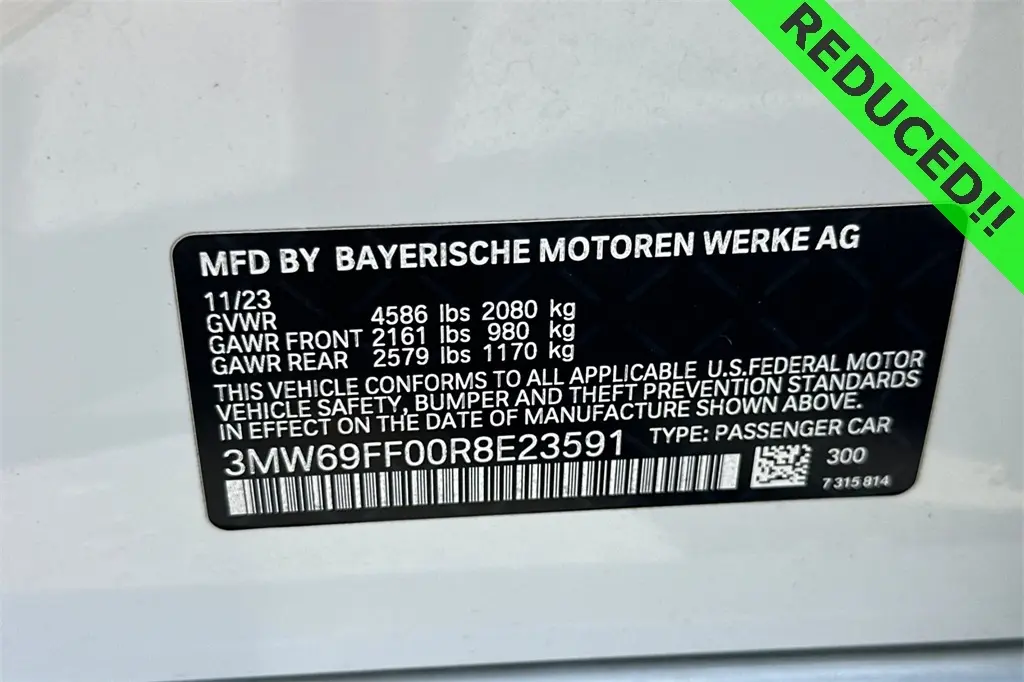 REDUCED!!
MFD BY BAYERISCHE MOTOREN WERKE AG
11/23
GVWR 4586 lbs 2080 kg
GAWR FRONT 2161 lbs 980 kg
GAWR REAR 2579 lbs 1170 kg
THIS VEHICLE CONFORMS TO ALL APPLICABLE U.S.FEDERAL MOTOR
VEHICLE SAFETY, BUMPER AND THEFT PREVENTION STANDARDS
IN EFFECT ON THE DATE OF MANUFACTURE SHOWN ABOVE.
3MW69FF00R8E23591 TYPE: PASSENGER CAR
300
7 315 814